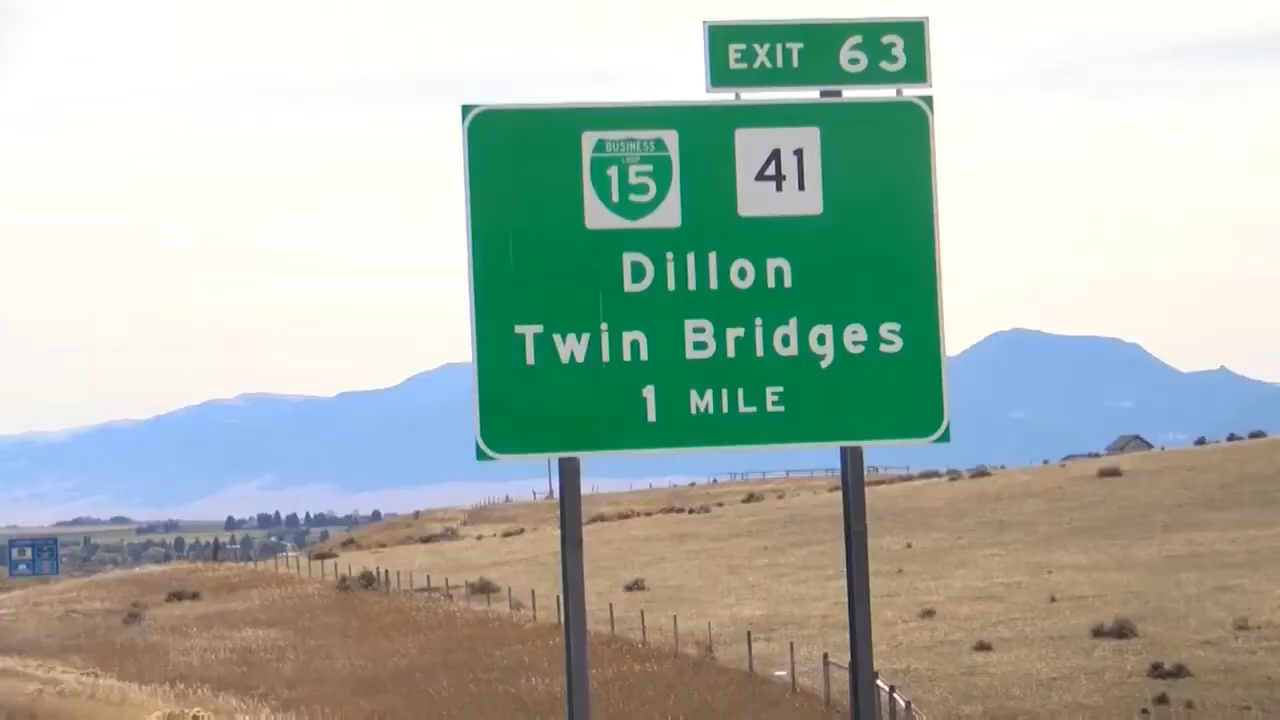 EXIT 63
BUSINESS
LOOP
15
41
Dillon
Twin Bridges
1 MILE